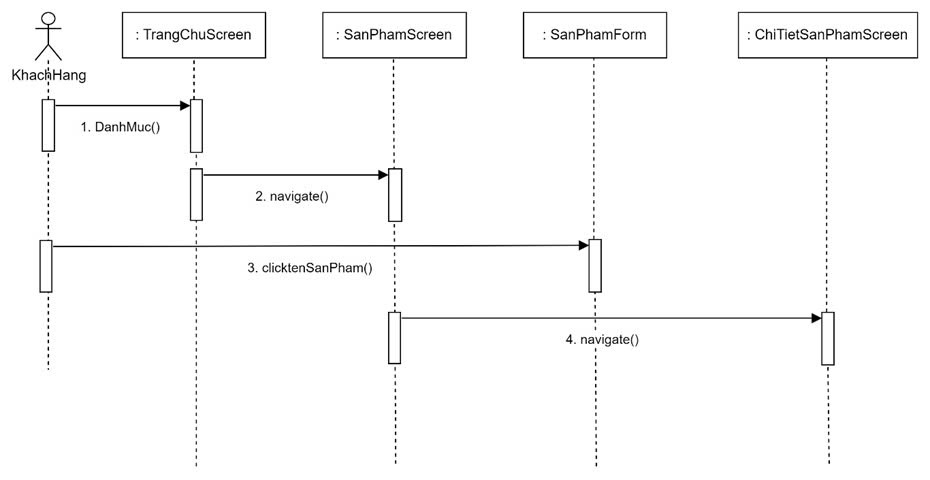 : TrangChuScreen
: SanPhamScreen
: SanPhamForm
: ChiTietSanPhamScreen
KhachHang
1. DanhMuc()
2. navigate()
3. clicktenSanPham()
4. navigate()